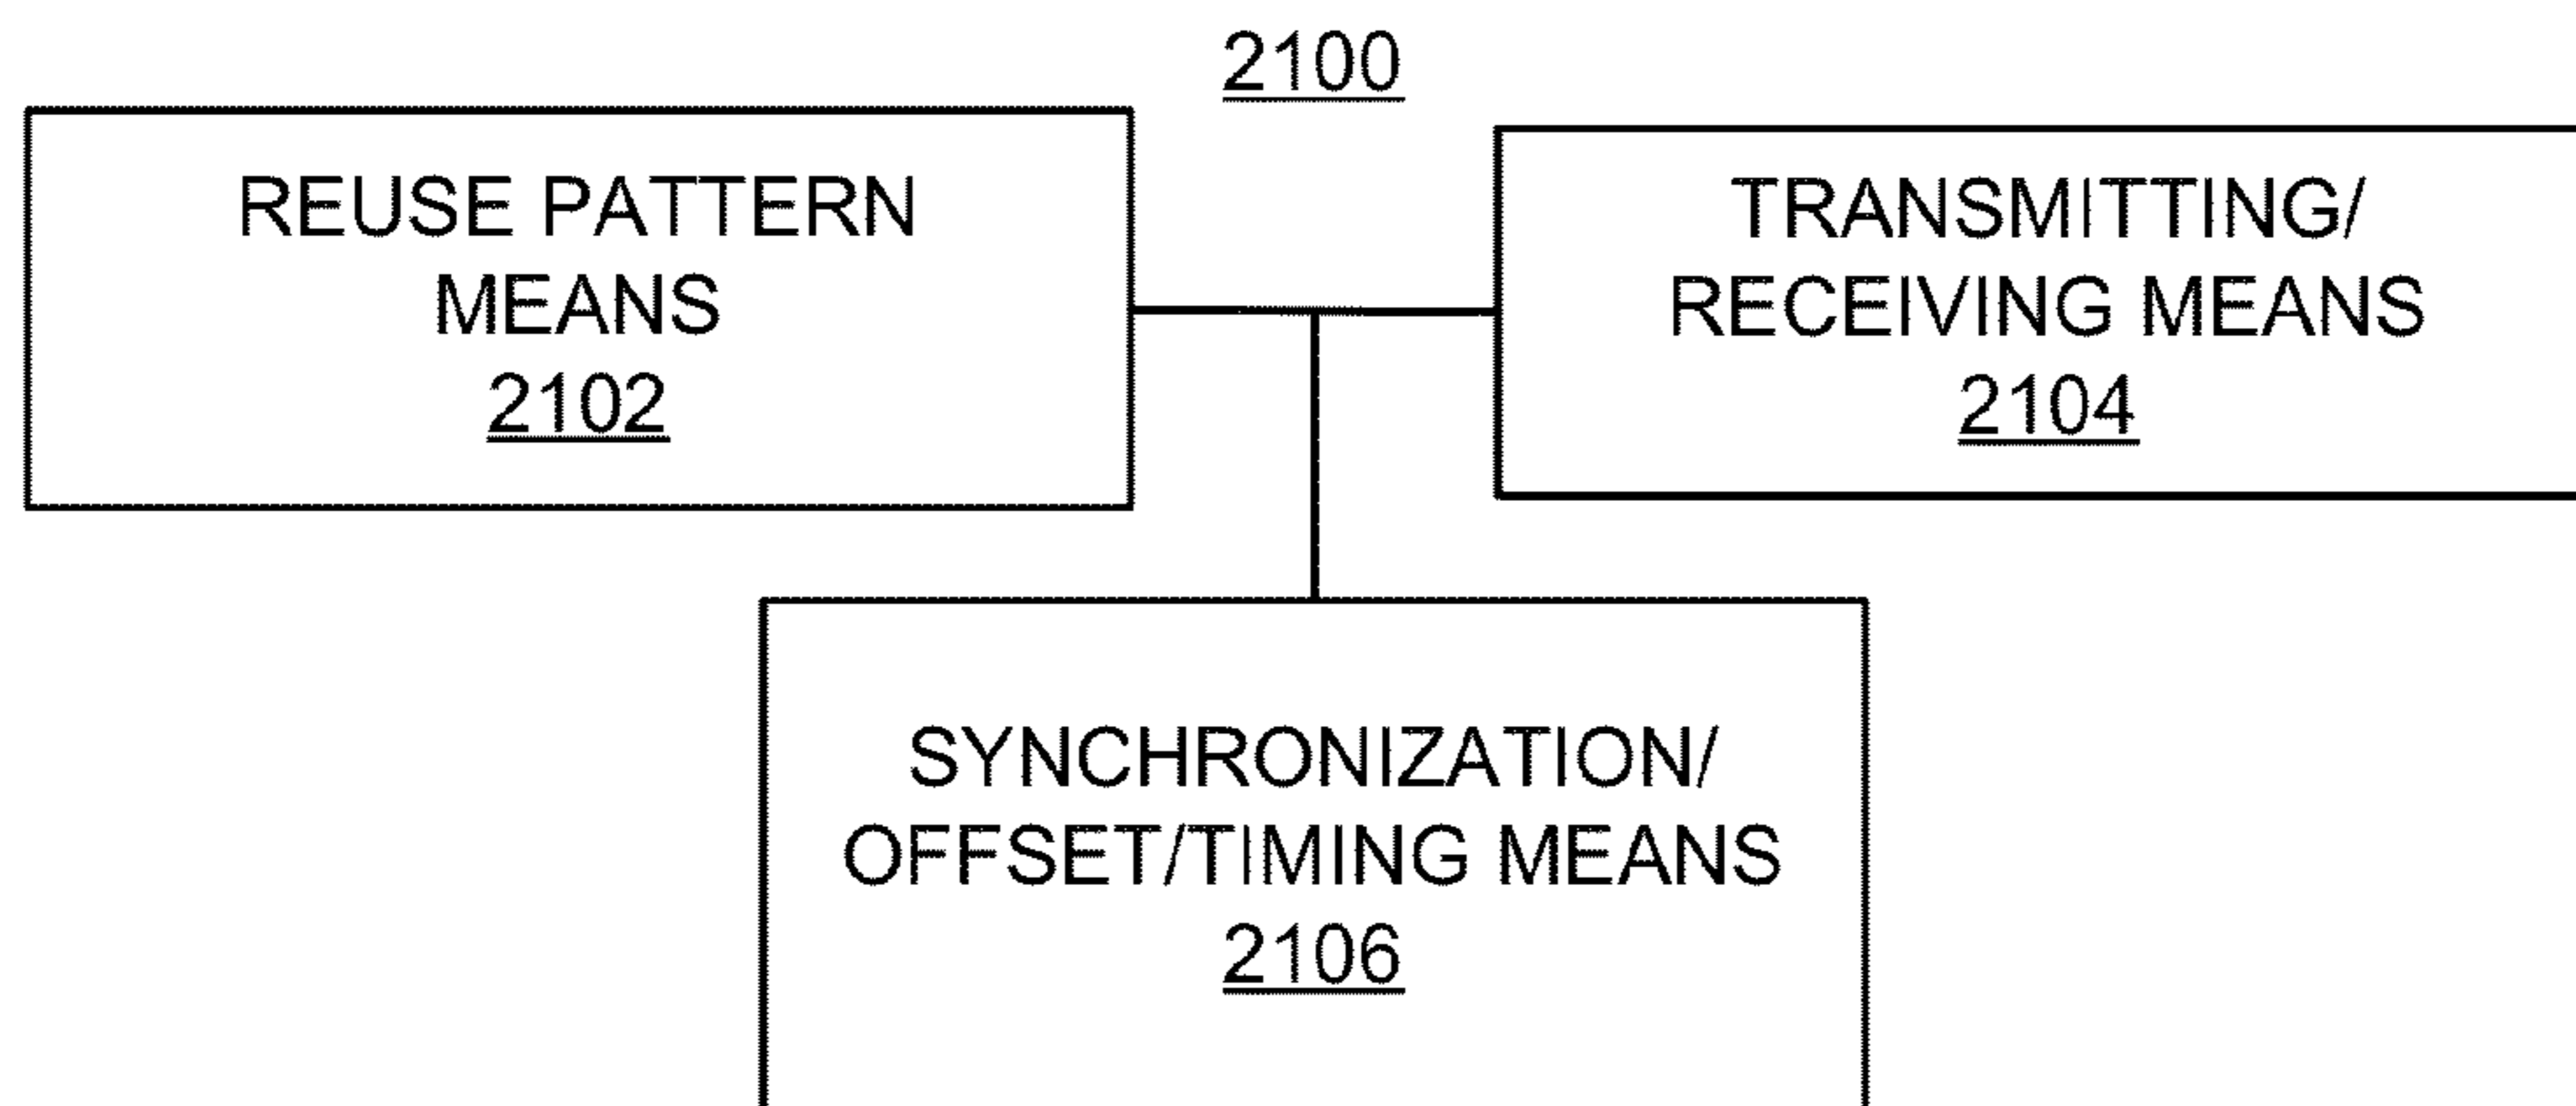 2100
REUSE PATTERN
MEANS
2102
TRANSMITTING/
RECEIVING MEANS
2104
SYNCHRONIZATION/
OFFSET/TIMING MEANS
2106